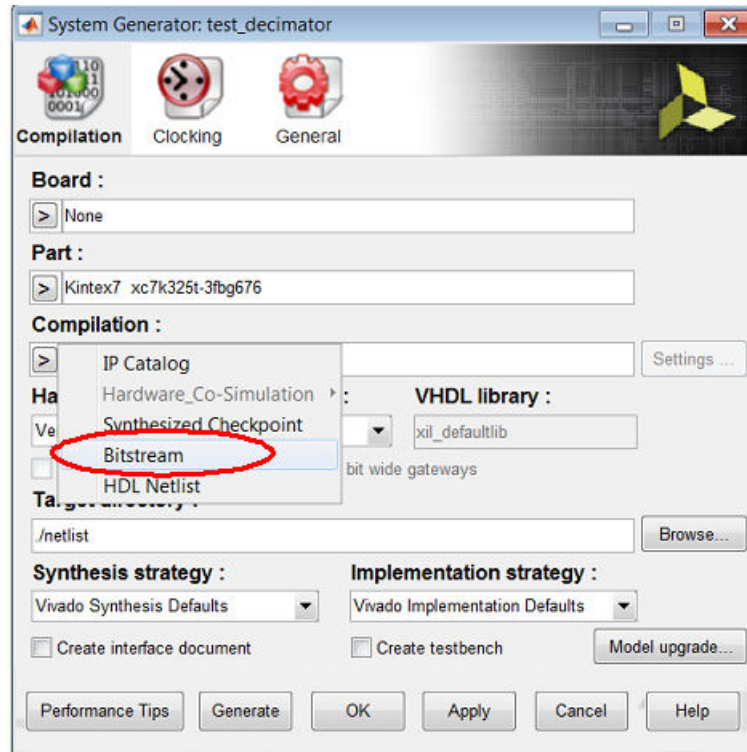 System Generator: test_decimator
Compilation Clocking General
Board :
> None
Part :
> Kintex7 xc7k325t-3fbg676
Compilation :
> Settings ...
IP Catalog
Ha : VHDL library :
Hardware_Co-Simulation
Ve xil_defaultlib
Synthesized Checkpoint
Bitstream
bit wide gateways
HDL Netlist
Target directory :
./netlist Browse...
Synthesis strategy : Implementation strategy :
Vivado Synthesis Defaults Vivado Implementation Defaults
Create interface document Create testbench Model upgrade...
Performance Tips Generate OK Apply Cancel Help